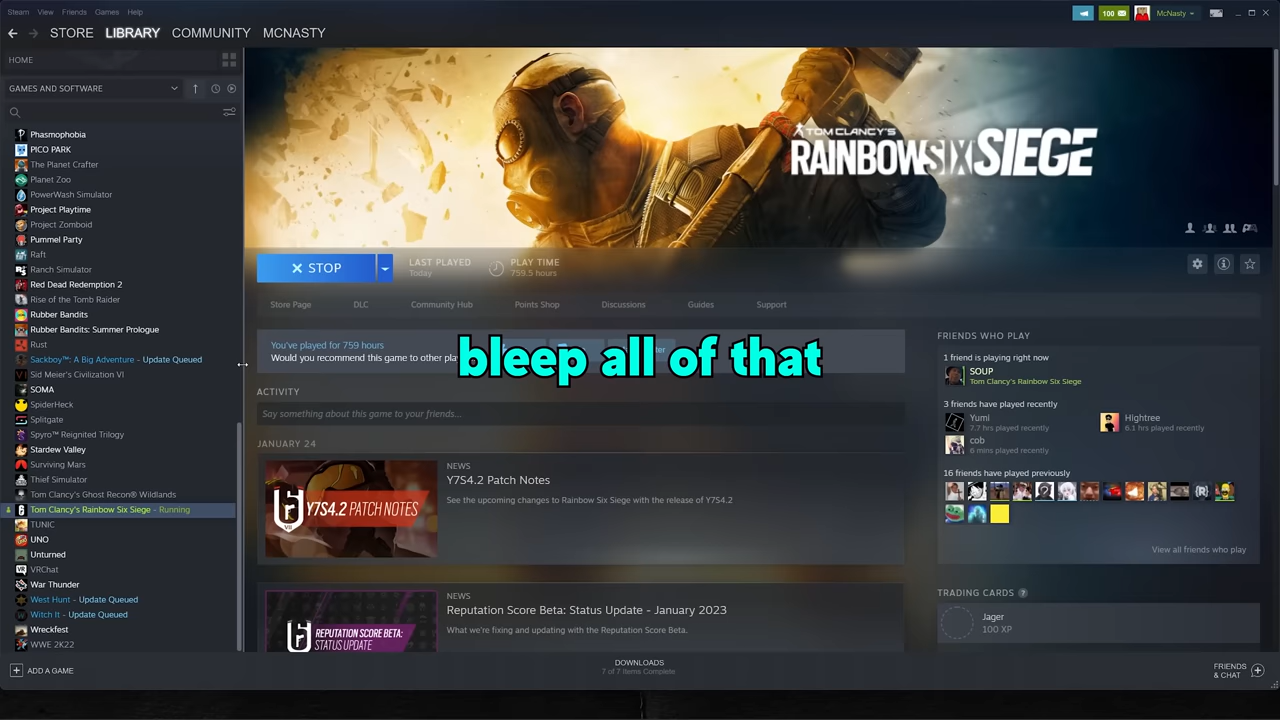 Steam View Friends Games Help
100 McNasty
STORE LIBRARY COMMUNITY MCNASTY
HOME
GAMES AND SOFTWARE
Phasmophobia
PICO PARK
The Planet Crafter
Planet Zoo
PowerWash Simulator
Project Playtime
Project Zomboid
Pummel Party
Raft
Ranch Simulator
Red Dead Redemption 2
Rise of the Tomb Raider
Rubber Bandits
Rubber Bandits: Summer Prologue
Rust
Sackboy™: A Big Adventure - Update Queued
Sid Meier's Civilization VI
SOMA
SpiderHeck
Splitgate
Spyro™ Reignited Trilogy
Stardew Valley
Surviving Mars
Thief Simulator
Tom Clancy's Ghost Recon® Wildlands
Tom Clancy's Rainbow Six Siege - Running
TUNIC
UNO
Unturned
VRChat
War Thunder
West Hunt - Update Queued
Witch It - Update Queued
Wreckfest
WWE 2K22
ADD A GAME
TOM CLANCY'S
RAINBOW SIX SIEGE
STOP
LAST PLAYED
Today
PLAY TIME
759.5 hours
Store Page DLC Community Hub Points Shop Discussions Guides Support
You've played for 759 hours
Would you recommend this game to other
bleep all of that
ACTIVITY
Say something about this game to your friends...
JANUARY 24
Y7S4.2 PATCH NOTES
VII
NEWS
Y7S4.2 Patch Notes
See the upcoming changes to Rainbow Six Siege with the release of Y7S4.2
REPUTATION SCORE BETA:
STATUS UPDATE
NEWS
Reputation Score Beta: Status Update - January 2023
What we're fixing and updating with the Reputation Score Beta.
FRIENDS WHO PLAY
1 friend is playing right now
SOUP
Tom Clancy's Rainbow Six Siege
3 friends have played recently
Yumi
7.7 hrs played recently
Hightree
6.1 hrs played recently
cob
6 mins played recently
16 friends have played previously
View all friends who play
TRADING CARDS ?
Jager
100 XP
DOWNLOADS
7 of 7 Items Complete
FRIENDS
& CHAT